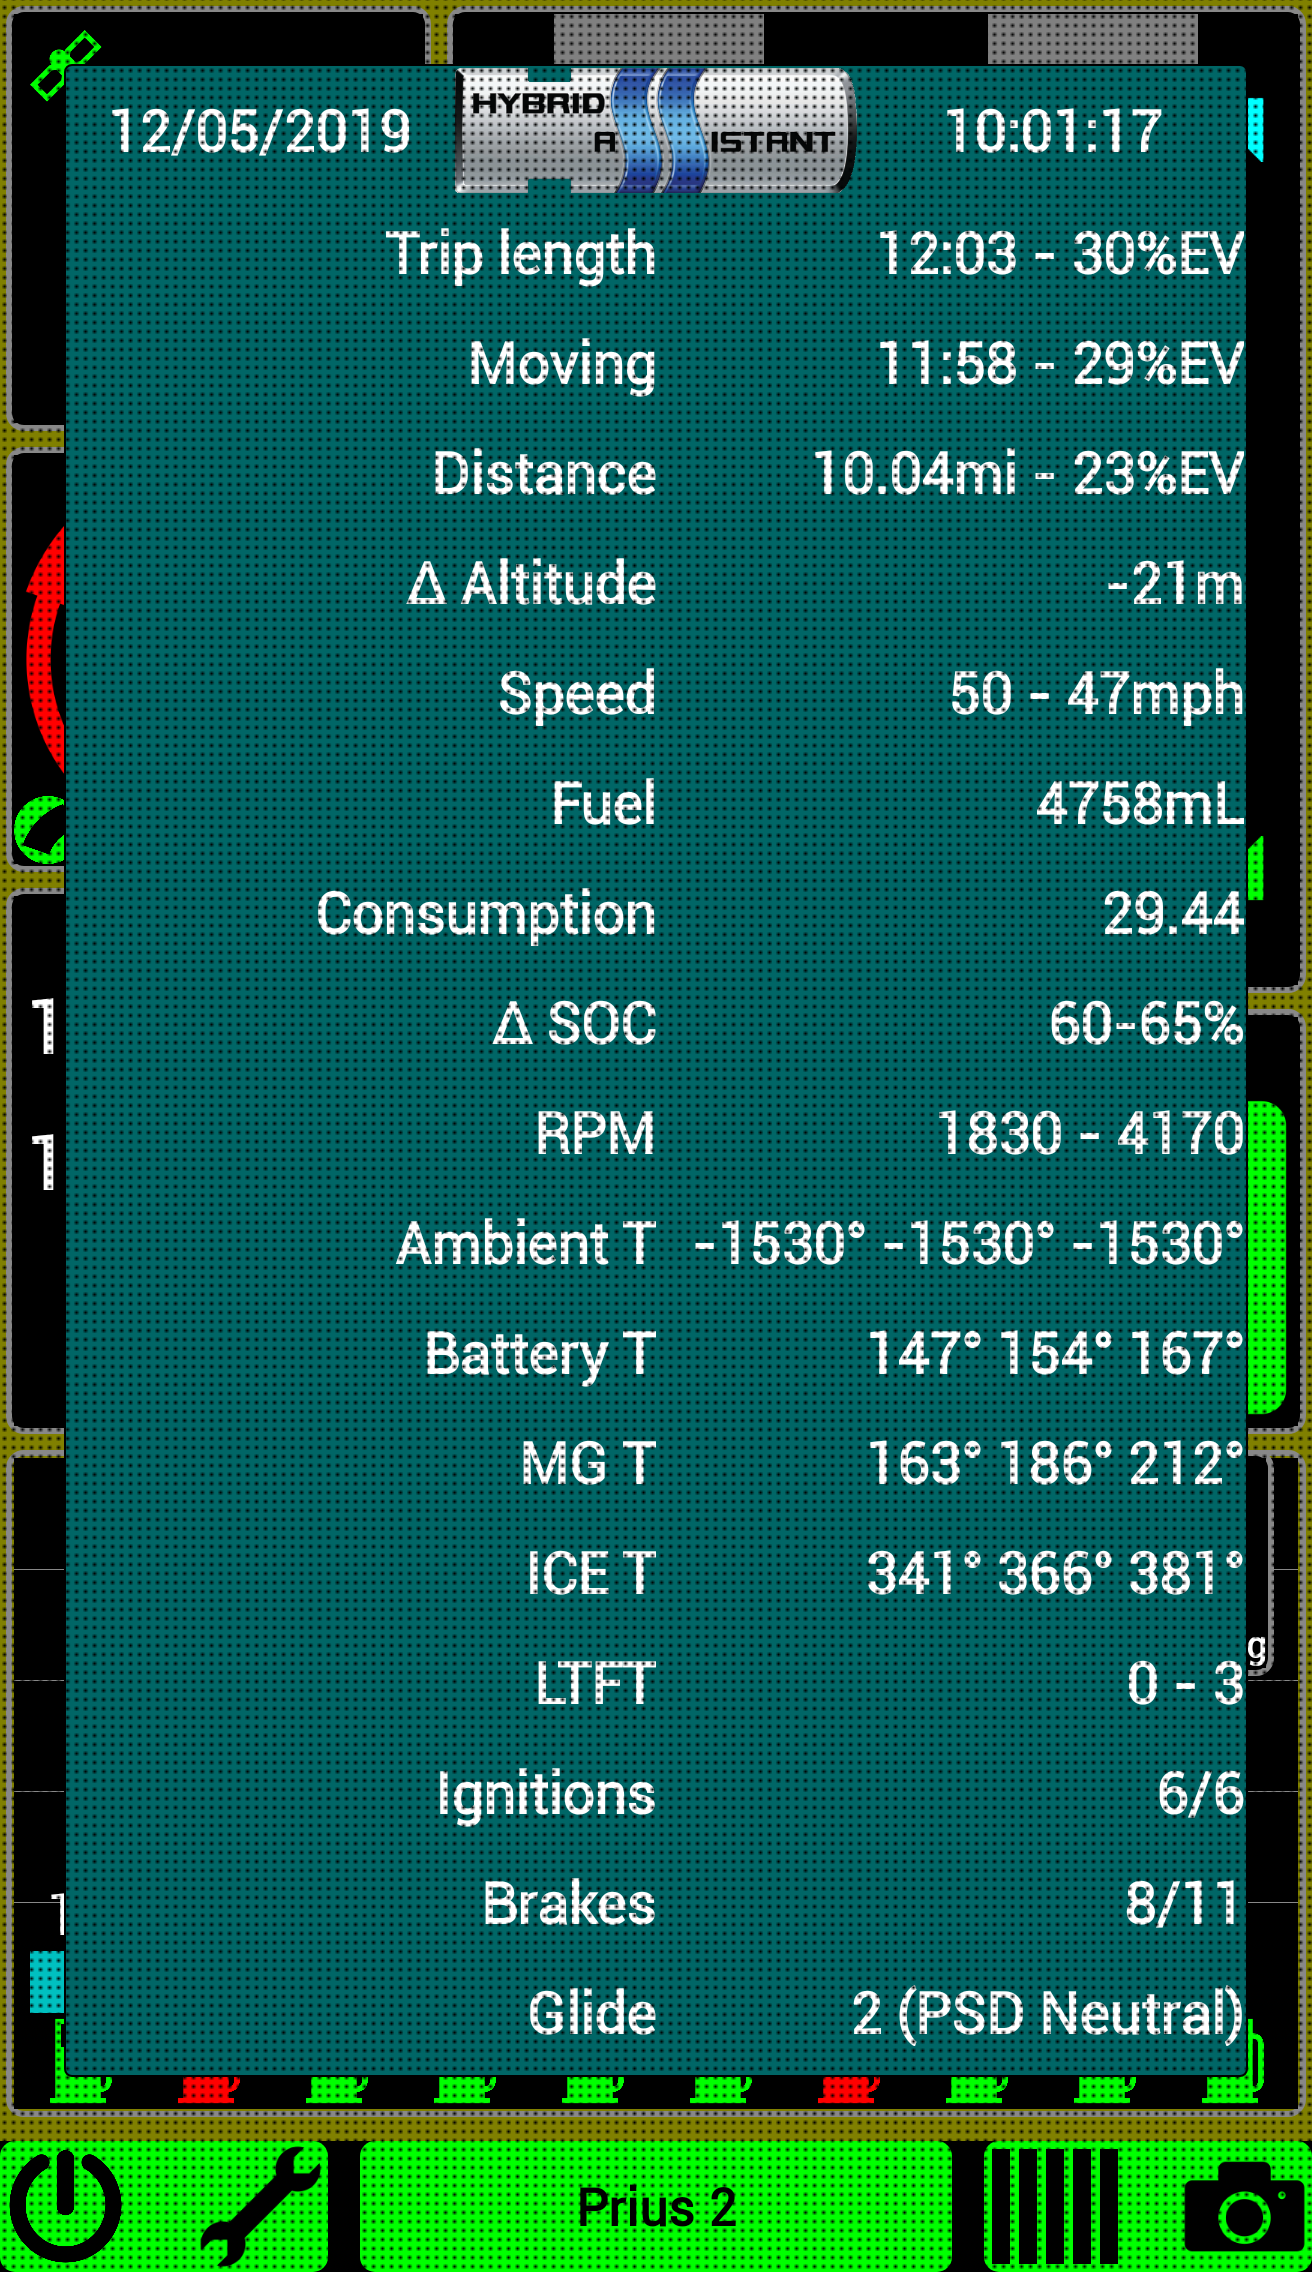 12/05/2019 HYBRID ASSISTANT 10:01:17
Trip length 12:03 - 30%EV
Moving 11:58 - 29%EV
Distance 10.04mi - 23%EV
Δ Altitude -21m
Speed 50 - 47mph
Fuel 4758mL
Consumption 29.44
Δ SOC 60-65%
1
RPM 1830 - 4170
1
Ambient T -1530° -1530° -1530°
Battery T 147° 154° 167°
MG T 163° 186° 212°
ICE T 341° 366° 381°
g
LTFT 0 - 3
Ignitions 6/6
Brakes 8/11
1
Glide 2 (PSD Neutral)
Prius 2